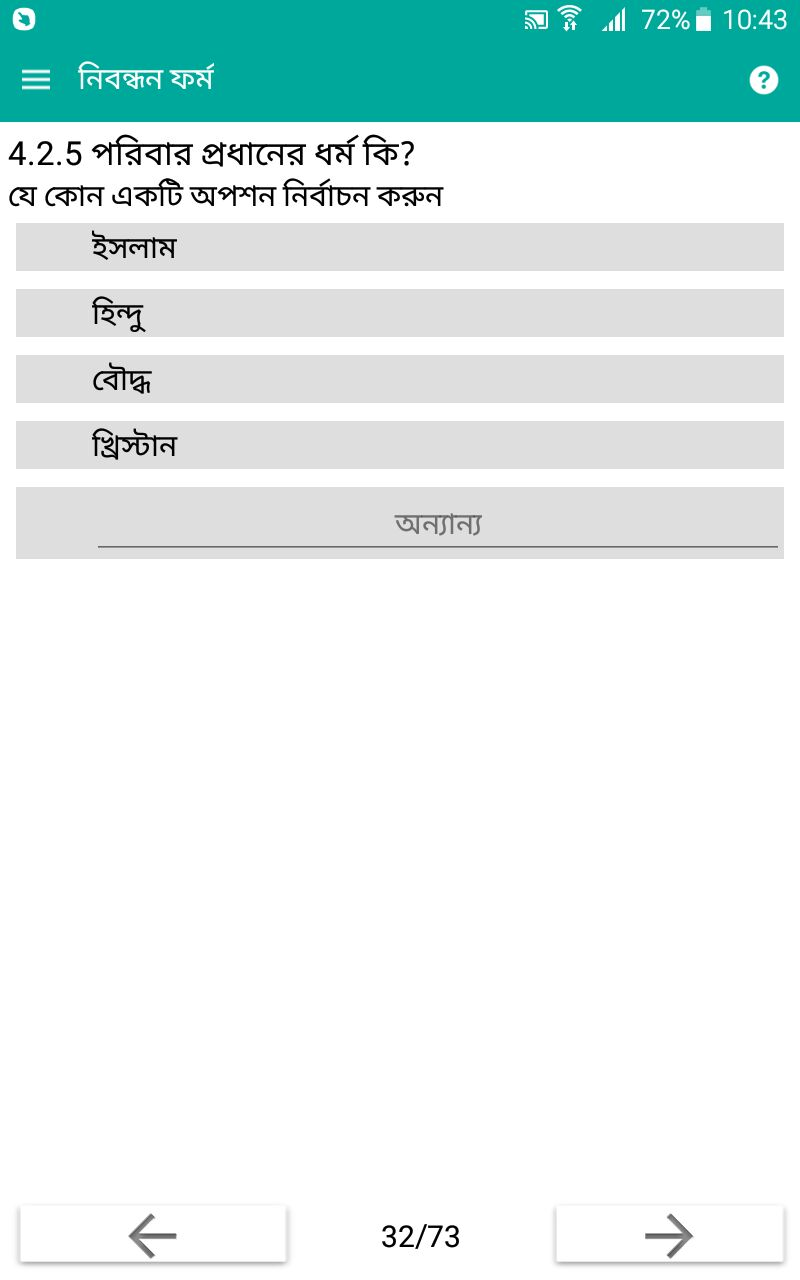 72% 10:43
নিবন্ধন ফর্ম
4.2.5 পরিবার প্রধানের ধর্ম কি?
যে কোন একটি অপশন নির্বাচন করুন
ইসলাম
হিন্দু
বৌদ্ধ
খ্রিস্টান
অন্যান্য
32/73